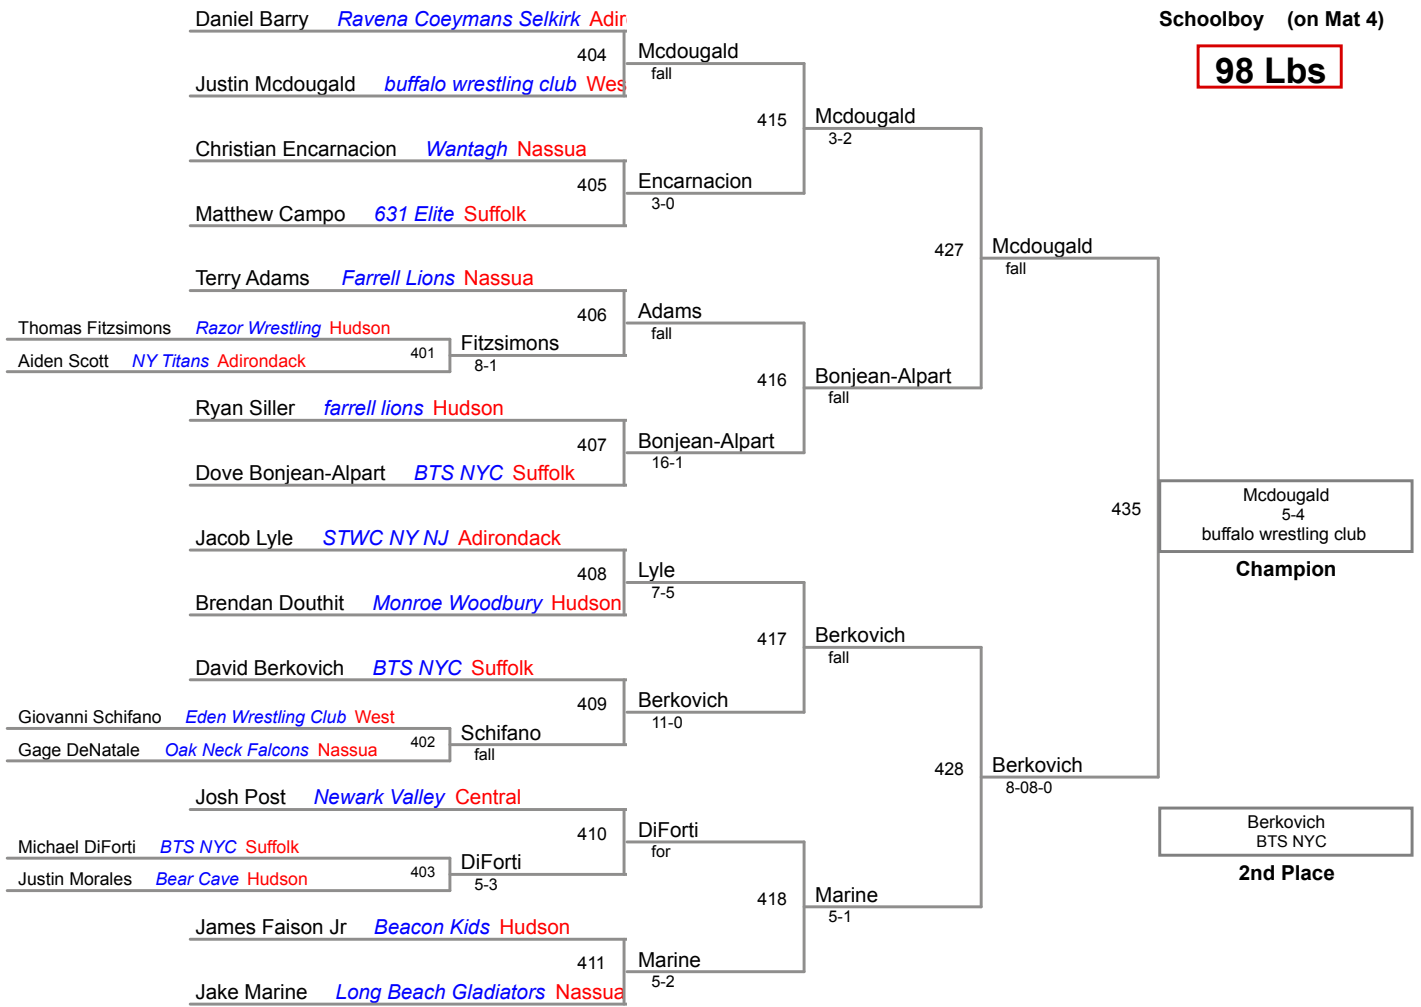 Daniel Barry Ravena Coeymans Selkirk Adir
Schoolboy (on Mat 4)
98 Lbs
404
Mcdougald
fall
Justin Mcdougald buffalo wrestling club Wes
415
Mcdougald
3-2
Christian Encarnacion Wantagh Nassua
405
Encarnacion
3-0
Matthew Campo 631 Elite Suffolk
427
Mcdougald
fall
Terry Adams Farrell Lions Nassua
406
Adams
fall
Thomas Fitzsimons Razor Wrestling Hudson
401
Fitzsimons
8-1
Aiden Scott NY Titans Adirondack
416
Bonjean-Alpart
fall
Ryan Siller farrell lions Hudson
407
Bonjean-Alpart
16-1
Dove Bonjean-Alpart BTS NYC Suffolk
435
Mcdougald
5-4
buffalo wrestling club
Champion
Jacob Lyle STWC NY NJ Adirondack
408
Lyle
7-5
Brendan Douthit Monroe Woodbury Hudson
417
Berkovich
fall
David Berkovich BTS NYC Suffolk
409
Berkovich
11-0
Giovanni Schifano Eden Wrestling Club West
402
Schifano
fall
Gage DeNatale Oak Neck Falcons Nassua
428
Berkovich
8-08-0
Josh Post Newark Valley Central
410
DiForti
for
Michael DiForti BTS NYC Suffolk
403
DiForti
5-3
Justin Morales Bear Cave Hudson
Berkovich
BTS NYC
2nd Place
418
Marine
5-1
James Faison Jr Beacon Kids Hudson
411
Marine
5-2
Jake Marine Long Beach Gladiators Nassua